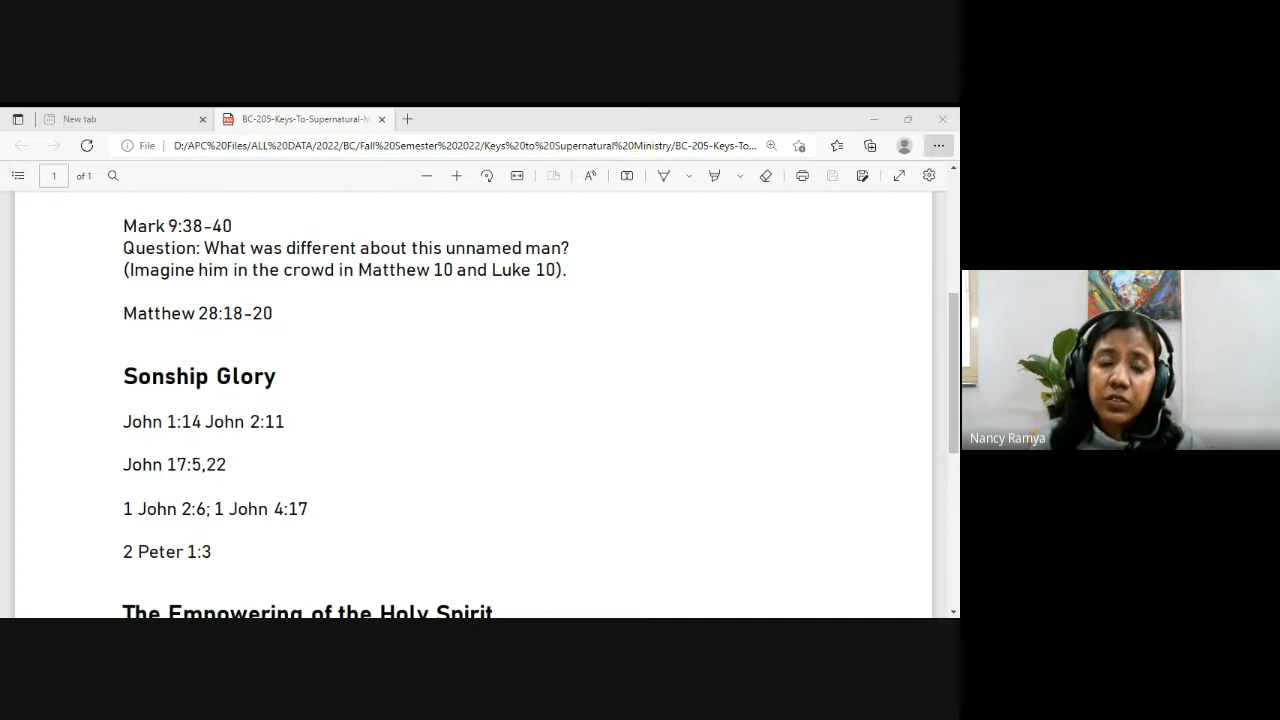 New tab
BC-205-Keys-To-Supernatural-M
File
D:/APC%20Files/ALL%20DATA/2022/BC/Fall%20Semester%202022/Keys%20to%20Supernatural%20Ministry/BC-205-Keys-To...
1 of 1
Mark 9:38-40
Question: What was different about this unnamed man?
(Imagine him in the crowd in Matthew 10 and Luke 10).
Matthew 28:18-20
Sonship Glory
John 1:14 John 2:11
John 17:5,22
1 John 2:6; 1 John 4:17
2 Peter 1:3
The Empowering of the Holy Spirit
Nancy Ramya